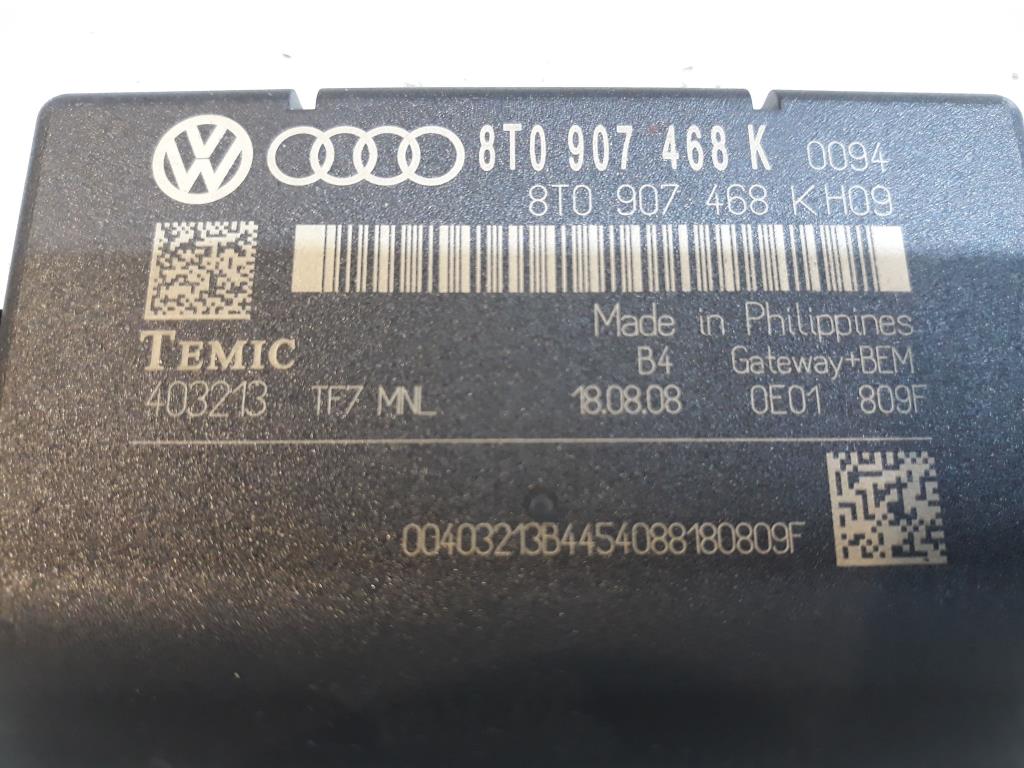 8T0 907 468 K 0094
8T0 907 468 K H09
Made in Philippines
TEMIC B4 Gateway+BEM
403213 TF7 MNL 18.08.08 0E01 809F
00403213B4454088180809F